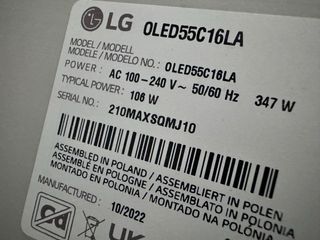 LG OLED55C16LA
MODEL / MODELL
MODELE / MODELO NO. : OLED55C16LA
POWER : AC 100-240 V~ 50/60 Hz 347 W
TYPICAL POWER : 106 W
SERIAL NO.:
210MAXSQMJ10
ASSEMBLED IN POLAND / ASSEMBLIERT IN POLEN
ASSEMBLÉ EN POLOGNE / ENSAMBLADO EN POLONIA
MONTADO NA POLÓNIA / MONTATO IN POLONIA
MANUFACTURED :
10/2022
UK